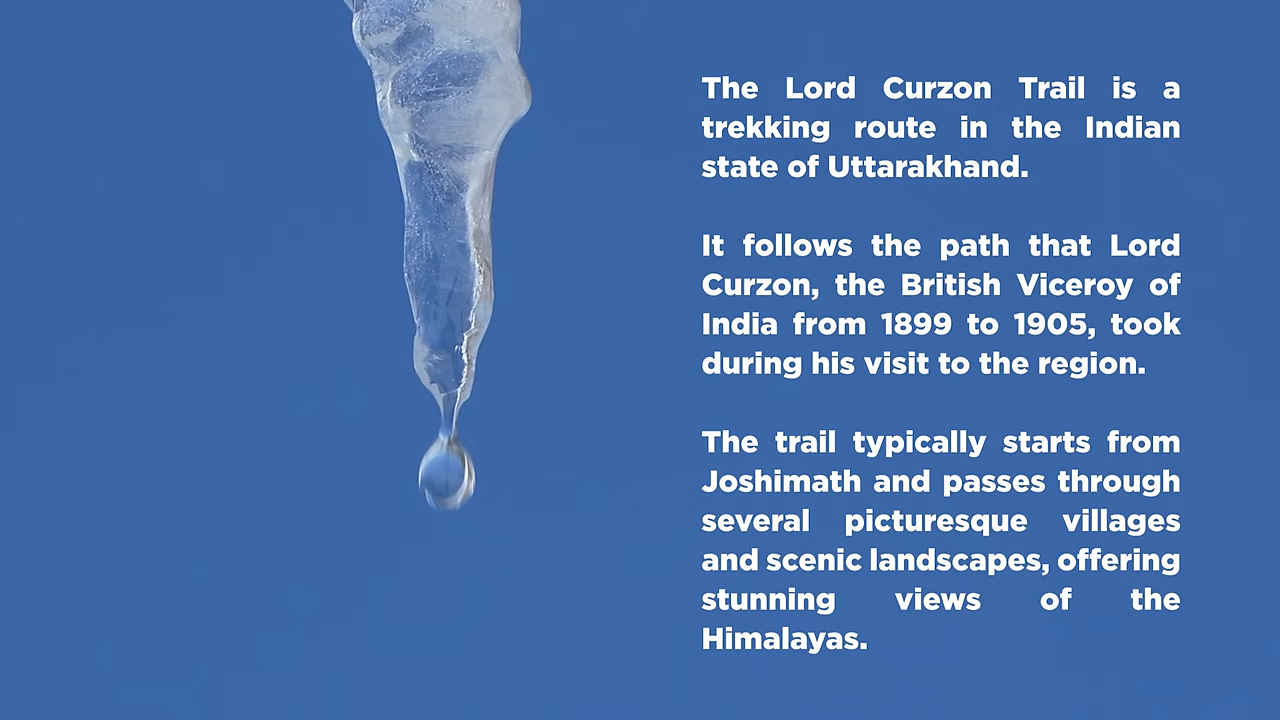 The Lord Curzon Trail is a
trekking route in the Indian
state of Uttarakhand.
It follows the path that Lord
Curzon, the British Viceroy of
India from 1899 to 1905, took
during his visit to the region.
The trail typically starts from
Joshimath and passes through
several picturesque villages
and scenic landscapes, offering
stunning views of the
Himalayas.